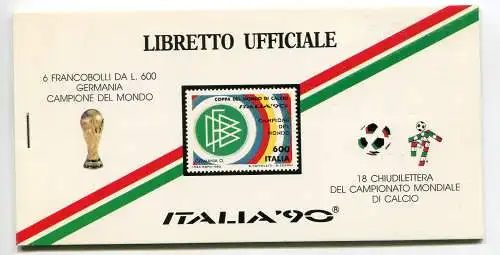 LIBRETTO UFFICIALE
6 FRANCOBOLLI DA L. 600
GERMANIA
CAMPIONE DEL MONDO
COPPA DEL MONDO DI CALCIO
ITALIA'90
CAMPIONE
DEL
MONDO
600
ITALIA
18 CHIUDILETTERA
DEL CAMPIONATO MONDIALE
DI CALCIO
ITALIA'90®